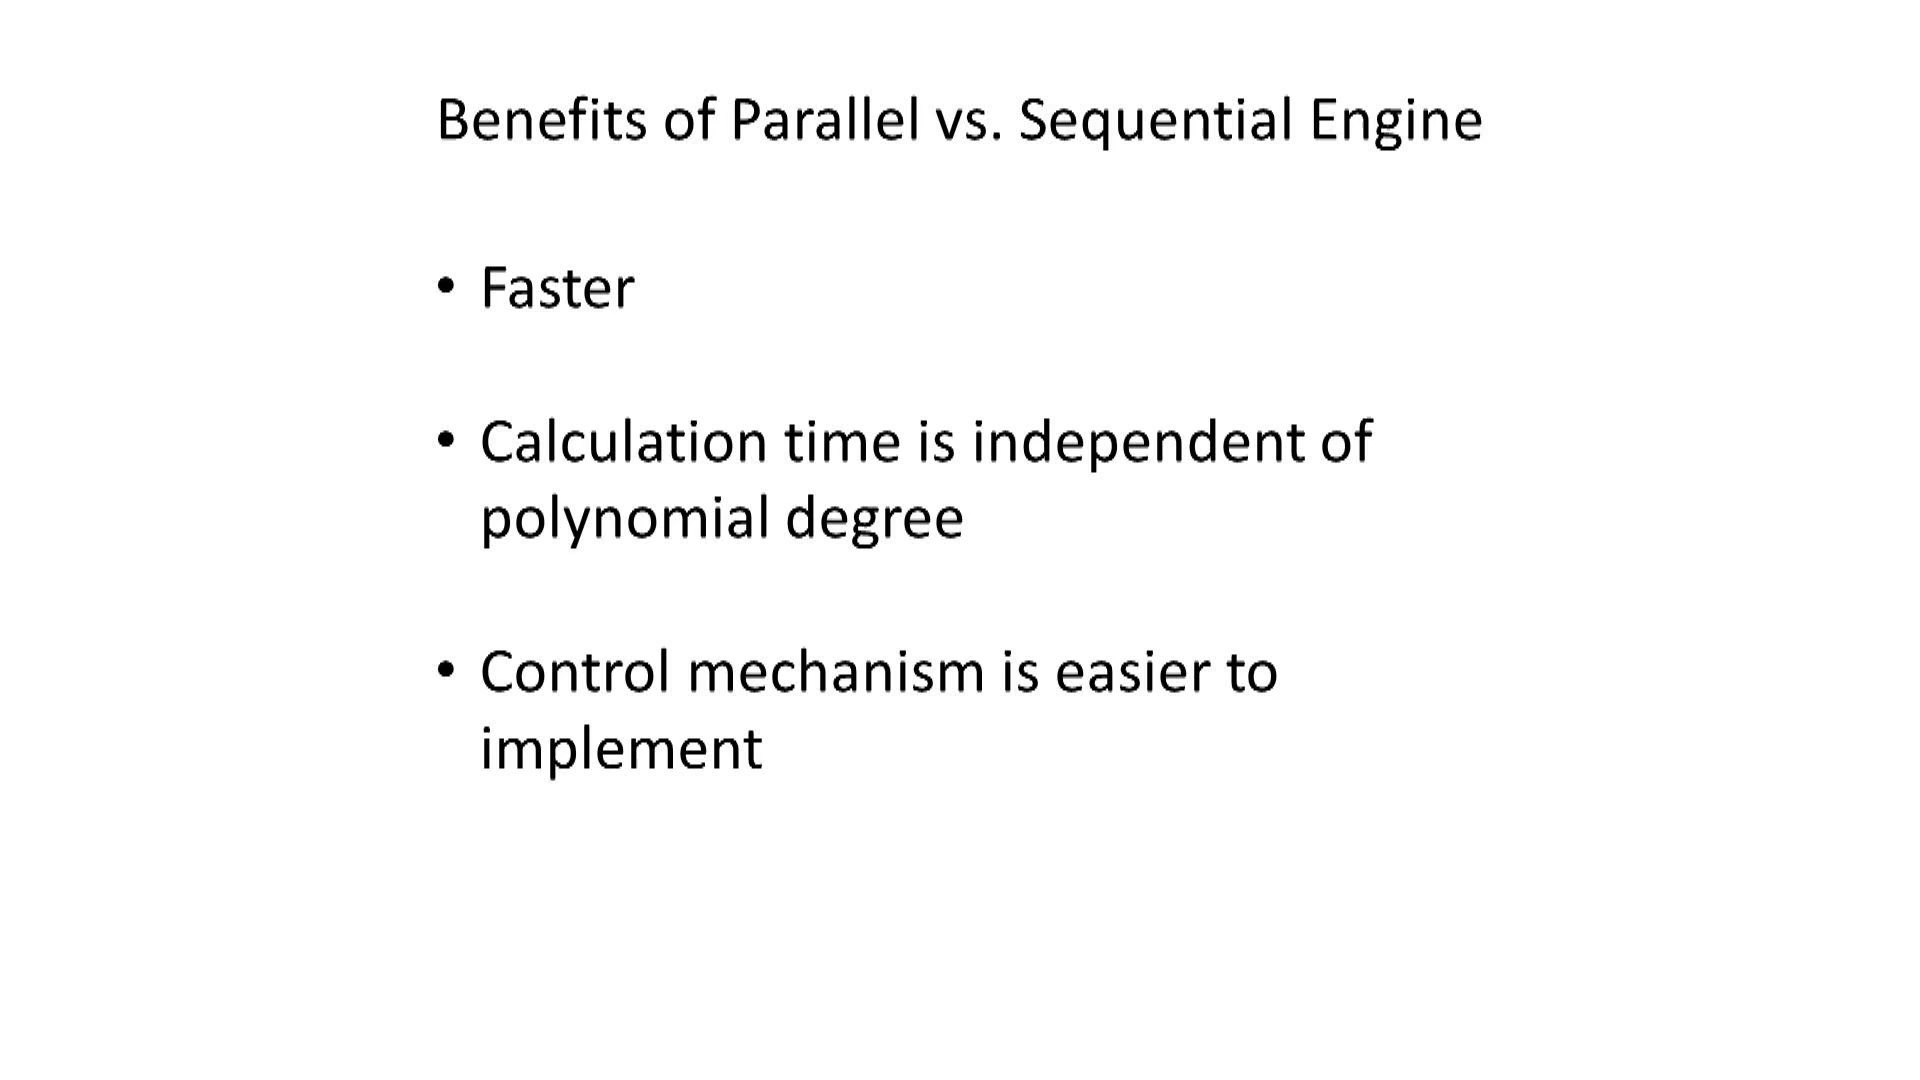 Benefits of Parallel vs. Sequential Engine
• Faster
• Calculation time is independent of
polynomial degree
• Control mechanism is easier to
implement